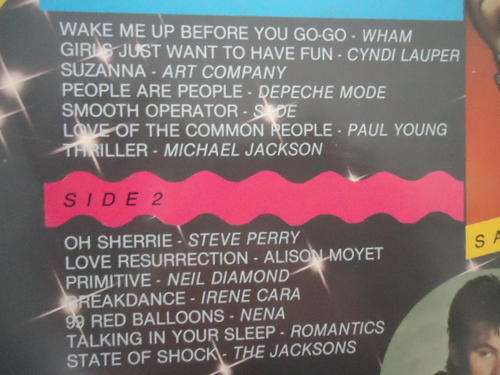 WAKE ME UP BEFORE YOU GO-GO - WHAM
GIRLS JUST WANT TO HAVE FUN - CYNDI LAUPER
SUZANNA - ART COMPANY
PEOPLE ARE PEOPLE - DEPECHE MODE
SMOOTH OPERATOR - SADE
LOVE OF THE COMMON PEOPLE - PAUL YOUNG
THRILLER - MICHAEL JACKSON
SIDE 2
OH SHERRIE - STEVE PERRY
LOVE RESURRECTION - ALISON MOYET
PRIMITIVE - NEIL DIAMOND
BREAKDANCE - IRENE CARA
99 RED BALLOONS - NENA
TALKING IN YOUR SLEEP - ROMANTICS
STATE OF SHOCK - THE JACKSONS